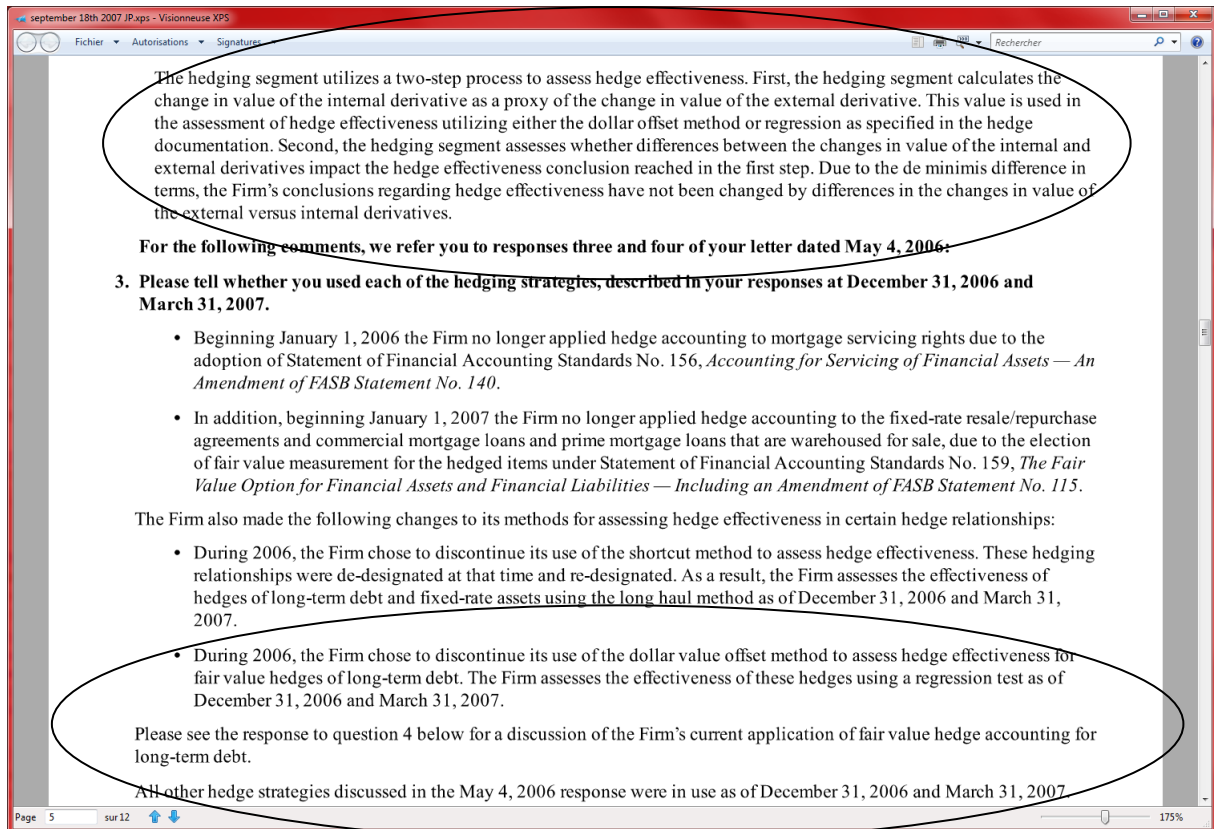 september 18th 2007 JP.xps - Visionneuse XPS
Fichier Autorisations Signatures Rechercher
The hedging segment utilizes a two-step process to assess hedge effectiveness. First, the hedging segment calculates the
change in value of the internal derivative as a proxy of the change in value of the external derivative. This value is used in
the assessment of hedge effectiveness utilizing either the dollar offset method or regression as specified in the hedge
documentation. Second, the hedging segment assesses whether differences between the changes in value of the internal and
external derivatives impact the hedge effectiveness conclusion reached in the first step. Due to the de minimis difference in
terms, the Firm's conclusions regarding hedge effectiveness have not been changed by differences in the changes in value of
the external versus internal derivatives.
For the following comments, we refer you to responses three and four of your letter dated May 4, 2006:
3. Please tell whether you used each of the hedging strategies, described in your responses at December 31, 2006 and
March 31, 2007.
• Beginning January 1, 2006 the Firm no longer applied hedge accounting to mortgage servicing rights due to the
adoption of Statement of Financial Accounting Standards No. 156, Accounting for Servicing of Financial Assets — An
Amendment of FASB Statement No. 140.
• In addition, beginning January 1, 2007 the Firm no longer applied hedge accounting to the fixed-rate resale/repurchase
agreements and commercial mortgage loans and prime mortgage loans that are warehoused for sale, due to the election
of fair value measurement for the hedged items under Statement of Financial Accounting Standards No. 159, The Fair
Value Option for Financial Assets and Financial Liabilities — Including an Amendment of FASB Statement No. 115.
The Firm also made the following changes to its methods for assessing hedge effectiveness in certain hedge relationships:
• During 2006, the Firm chose to discontinue its use of the shortcut method to assess hedge effectiveness. These hedging
relationships were de-designated at that time and re-designated. As a result, the Firm assesses the effectiveness of
hedges of long-term debt and fixed-rate assets using the long haul method as of December 31, 2006 and March 31,
2007.
• During 2006, the Firm chose to discontinue its use of the dollar value offset method to assess hedge effectiveness for
fair value hedges of long-term debt. The Firm assesses the effectiveness of these hedges using a regression test as of
December 31, 2006 and March 31, 2007.
Please see the response to question 4 below for a discussion of the Firm's current application of fair value hedge accounting for
long-term debt.
All other hedge strategies discussed in the May 4, 2006 response were in use as of December 31, 2006 and March 31, 2007.
Page 5 sur 12 175%